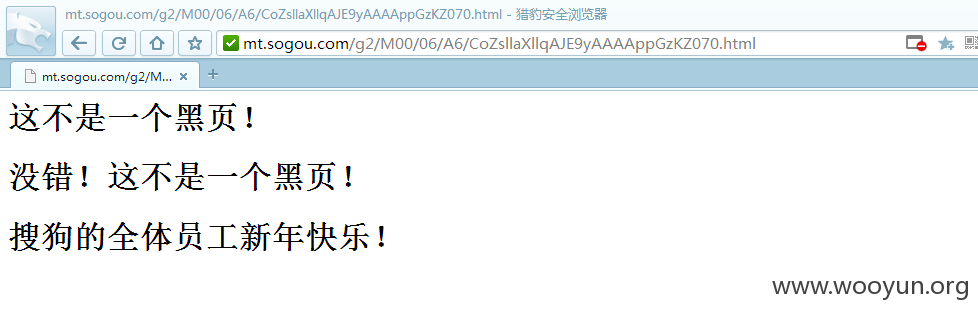 mt.sogou.com/g2/M00/06/A6/CoZsllaXllqAJE9yAAAAppGzKZ070.html - 猎豹安全浏览器
mt.sogou.com/g2/M00/06/A6/CoZsllaXllqAJE9yAAAAppGzKZ070.html
mt.sogou.com/g2/M...
这不是一个黑页！
没错！这不是一个黑页！
搜狗的全体员工新年快乐！
www.wooyun.org